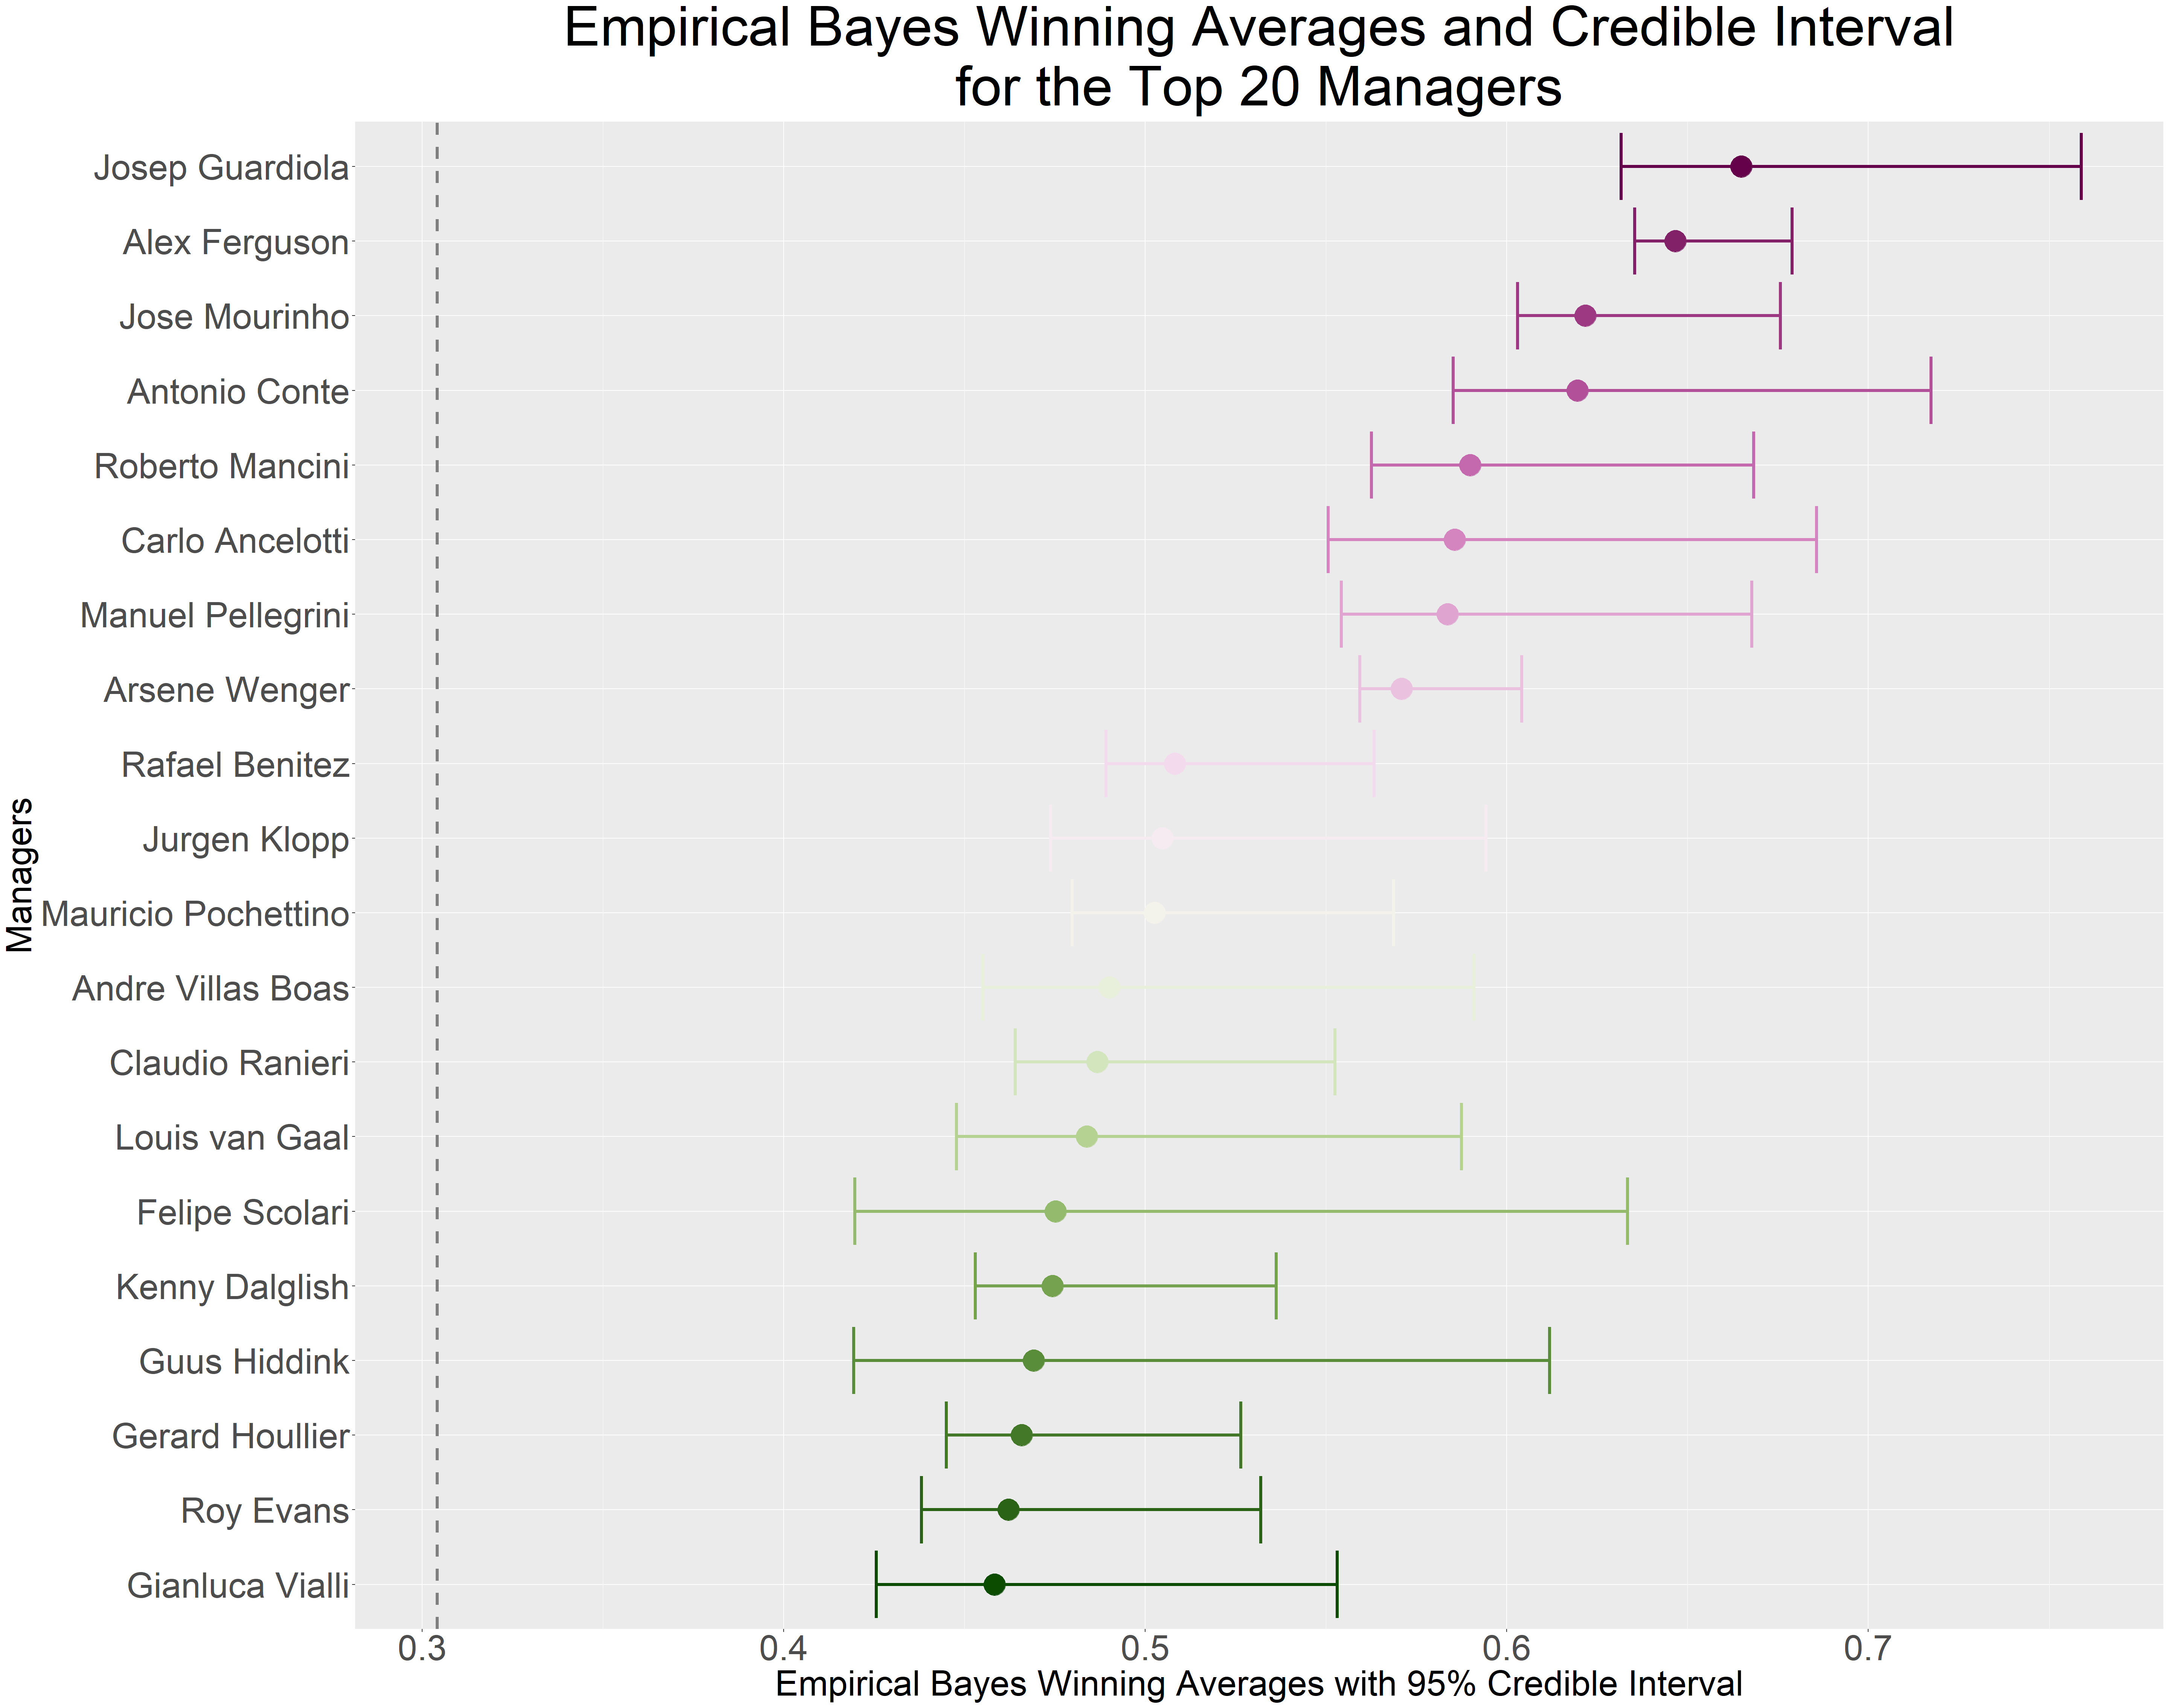 Empirical Bayes Winning Averages and Credible Interval
for the Top 20 Managers
Managers
Josep Guardiola
Alex Ferguson
Jose Mourinho
Antonio Conte
Roberto Mancini
Carlo Ancelotti
Manuel Pellegrini
Arsene Wenger
Rafael Benitez
Jurgen Klopp
Mauricio Pochettino
Andre Villas Boas
Claudio Ranieri
Louis van Gaal
Felipe Scolari
Kenny Dalglish
Guus Hiddink
Gerard Houllier
Roy Evans
Gianluca Vialli
0.3 0.4 0.5 0.6 0.7
Empirical Bayes Winning Averages with 95% Credible Interval